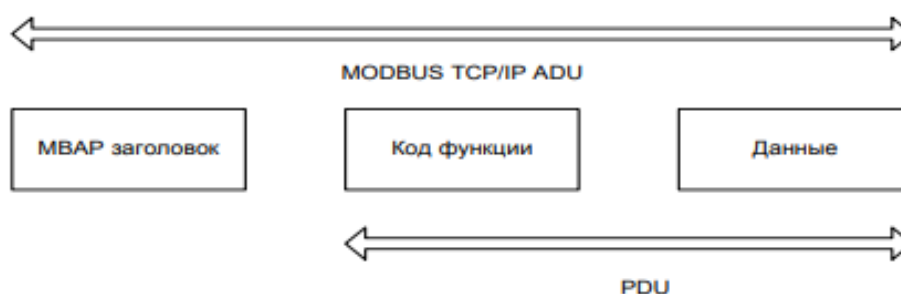 MODBUS TCP/IP ADU
MBAP заголовок
Код функции
Данные
PDU